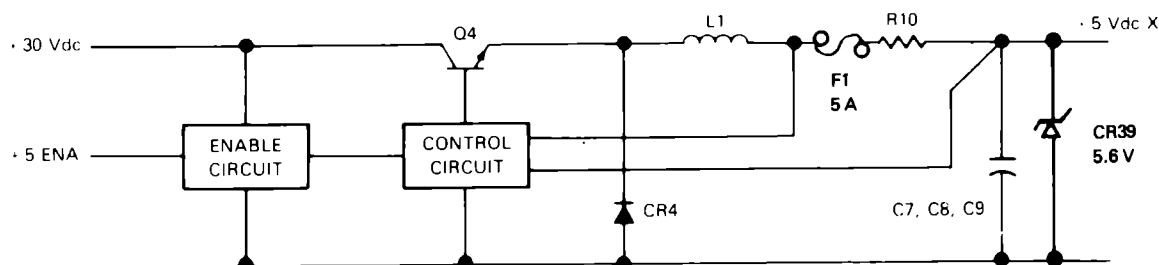 + 5 Vdc X
+ 30 Vdc
Q4
L1
R10
F1
5 A
+ 5 ENA
ENABLE
CIRCUIT
CONTROL
CIRCUIT
CR39
5.6 V
CR4
C7, C8, C9